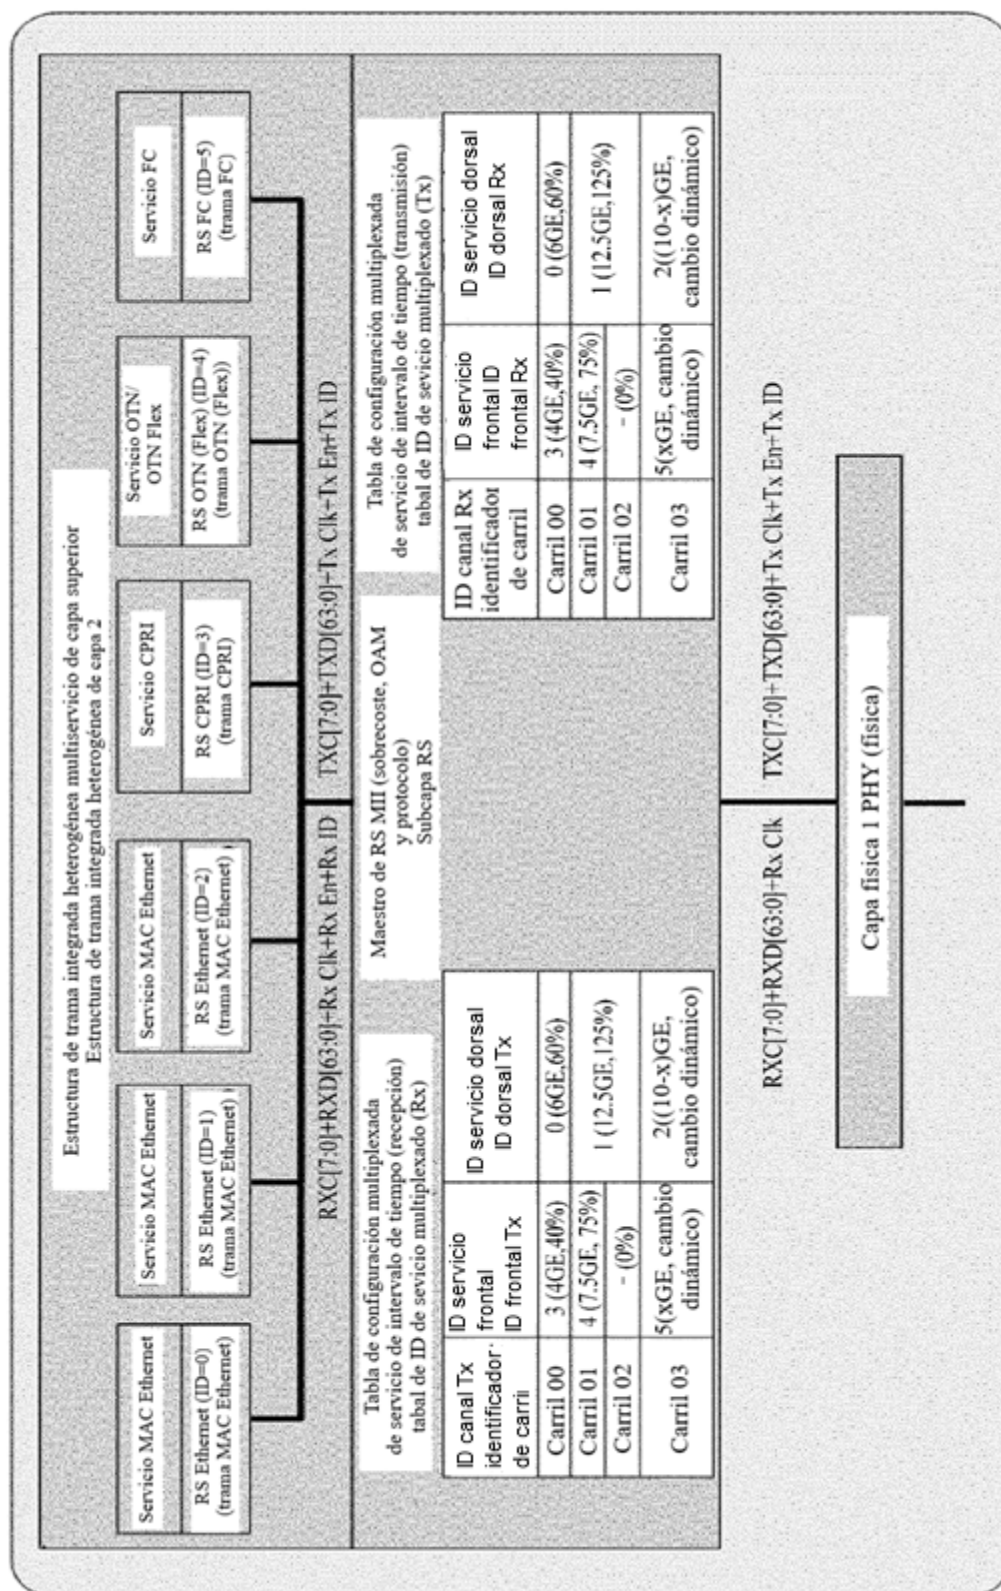 Estructura de trama integrada heterogénea multiservicio de capa superior
Estructura de trama integrada heterogénea de capa 2
Servicio MAC Ethernet
RS Ethernet (ID=0)
(trama MAC Ethernet)
Servicio MAC Ethernet
RS Ethernet (ID=1)
(trama MAC Ethernet)
Servicio MAC Ethernet
RS Ethernet (ID=2)
(trama MAC Ethernet)
Servicio CPRI
RS CPRI (ID=3)
(trama CPRI)
Servicio OTN/
OTN Flex
RS OTN (Flex) (ID=4)
(trama OTN (Flex))
Servicio FC
RS FC (ID=5)
(trama FC)
RXC[7:0]+RXD[63:0]+Rx Clk+Rx En+Rx ID
TXC[7:0]+TXD[63:0]+Tx Clk+Tx En+Tx ID
Tabla de configuración multiplexada
de servicio de intervalo de tiempo (recepción)
tabal de ID de sevicio multiplexado (Rx)
ID canal Tx
identificador
de carril
ID servicio
frontal
ID frontal Tx
ID servicio dorsal
ID dorsal Tx
Carril 00
3 (4GE,40%)
0 (6GE,60%)
Carril 01
4 (7.5GE, 75%)
1 (12.5GE,125%)
Carril 02
- (0%)
Carril 03
5(xGE, cambio
dinámico)
2((10-x)GE,
cambio dinámico)
Maestro de RS MII (sobrecoste, OAM
y protocolo)
Subcapa RS
Tabla de configuración multiplexada
de servicio de intervalo de tiempo (transmisión)
tabal de ID de sevicio multiplexado (Tx)
ID canal Rx
identificador
de carril
ID servicio
frontal ID
frontal Rx
ID servicio dorsal
ID dorsal Rx
Carril 00
3 (4GE,40%)
0 (6GE,60%)
Carril 01
4 (7.5GE, 75%)
1 (12.5GE,125%)
Carril 02
- (0%)
Carril 03
5(xGE, cambio
dinámico)
2((10-x)GE,
cambio dinámico)
RXC[7:0]+RXD[63:0]+Rx Clk
TXC[7:0]+TXD[63:0]+Tx Clk+Tx En+Tx ID
Capa física 1 PHY (física)